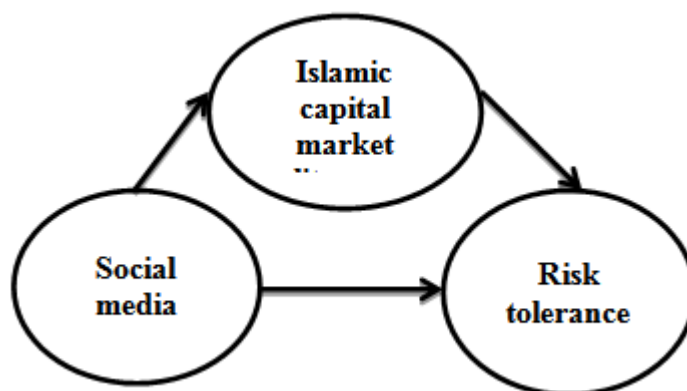 Islamic
capital
market
Social
media
Risk
tolerance